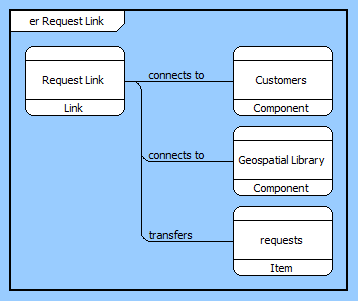 er Request Link
Request Link
Link
connects to
Customers
Component
connects to
Geospatial Library
Component
transfers
requests
Item